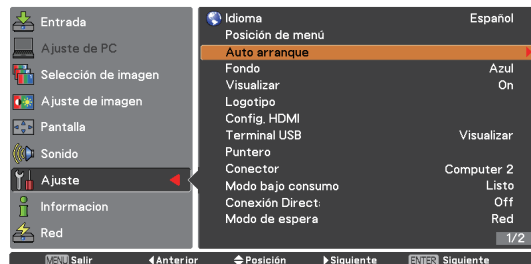 Entrada
Ajuste de PC
Selección de imagen
Ajuste de imagen
Pantalla
Sonido
Ajuste
Informacion
Red
Idioma Español
Posición de menú
Auto arranque
Fondo Azul
Visualizar On
Logotipo
Config. HDMI
Terminal USB Visualizar
Puntero
Conector Computer 2
Modo bajo consumo Listo
Conexión Direct Off
Modo de espera Red
1/2
MENU Salir Anterior Posición Siguiente ENTER Siguiente